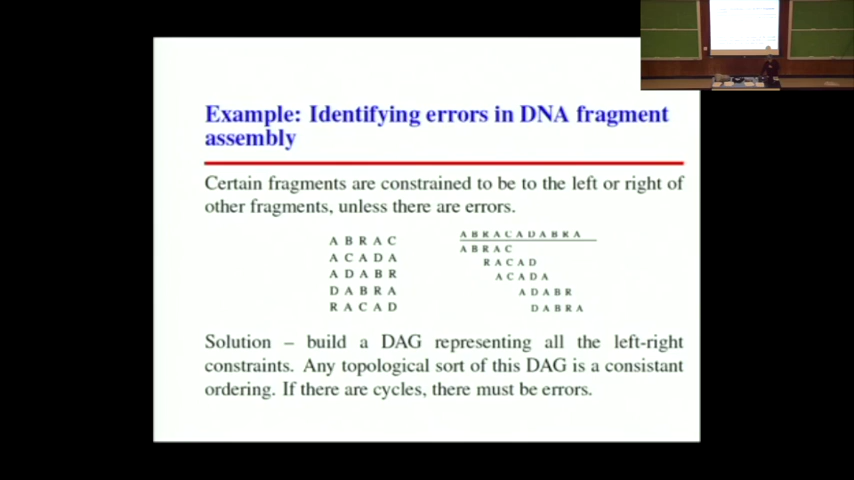 Example: Identifying errors in DNA fragment
assembly
Certain fragments are constrained to be to the left or right of
other fragments, unless there are errors.
A B R A C
A C A D A
A D A B R
D A B R A
R A C A D
A B R A C A D A B R A
A B R A C
R A C A D
A C A D A
A D A B R
D A B R A
Solution – build a DAG representing all the left-right
constraints. Any topological sort of this DAG is a consistant
ordering. If there are cycles, there must be errors.